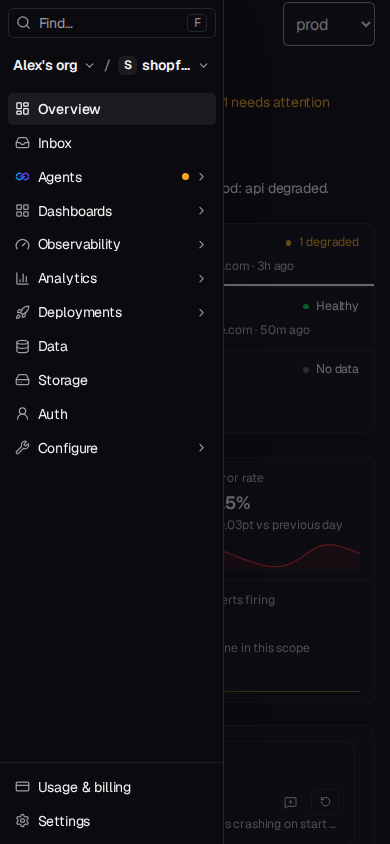 Find...
F
prod
Alex's org / S shopf...
Overview
1 needs attention
Inbox
Agents
od: api degraded.
Dashboards
Observability
1 degraded
.com · 3h ago
Analytics
Deployments
Healthy
e.com · 50m ago
Data
Storage
No data
Auth
Configure
ror rate
5%
0.03pt vs previous day
erts firing
ne in this scope
Usage & billing
Settings
s crashing on start...